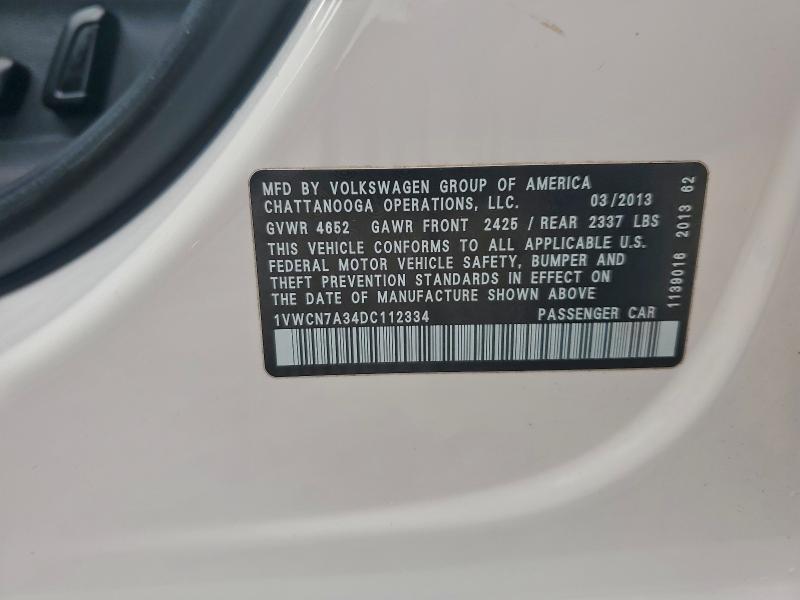 MFD BY VOLKSWAGEN GROUP OF AMERICA
CHATTANOOGA OPERATIONS, LLC. 03/2013
GVWR 4652 GAWR FRONT 2425 / REAR 2337 LBS
THIS VEHICLE CONFORMS TO ALL APPLICABLE U.S.
FEDERAL MOTOR VEHICLE SAFETY, BUMPER AND
THEFT PREVENTION STANDARDS IN EFFECT ON
THE DATE OF MANUFACTURE SHOWN ABOVE
1VWCN7A34DC112334 PASSENGER CAR
1139016 2013 62